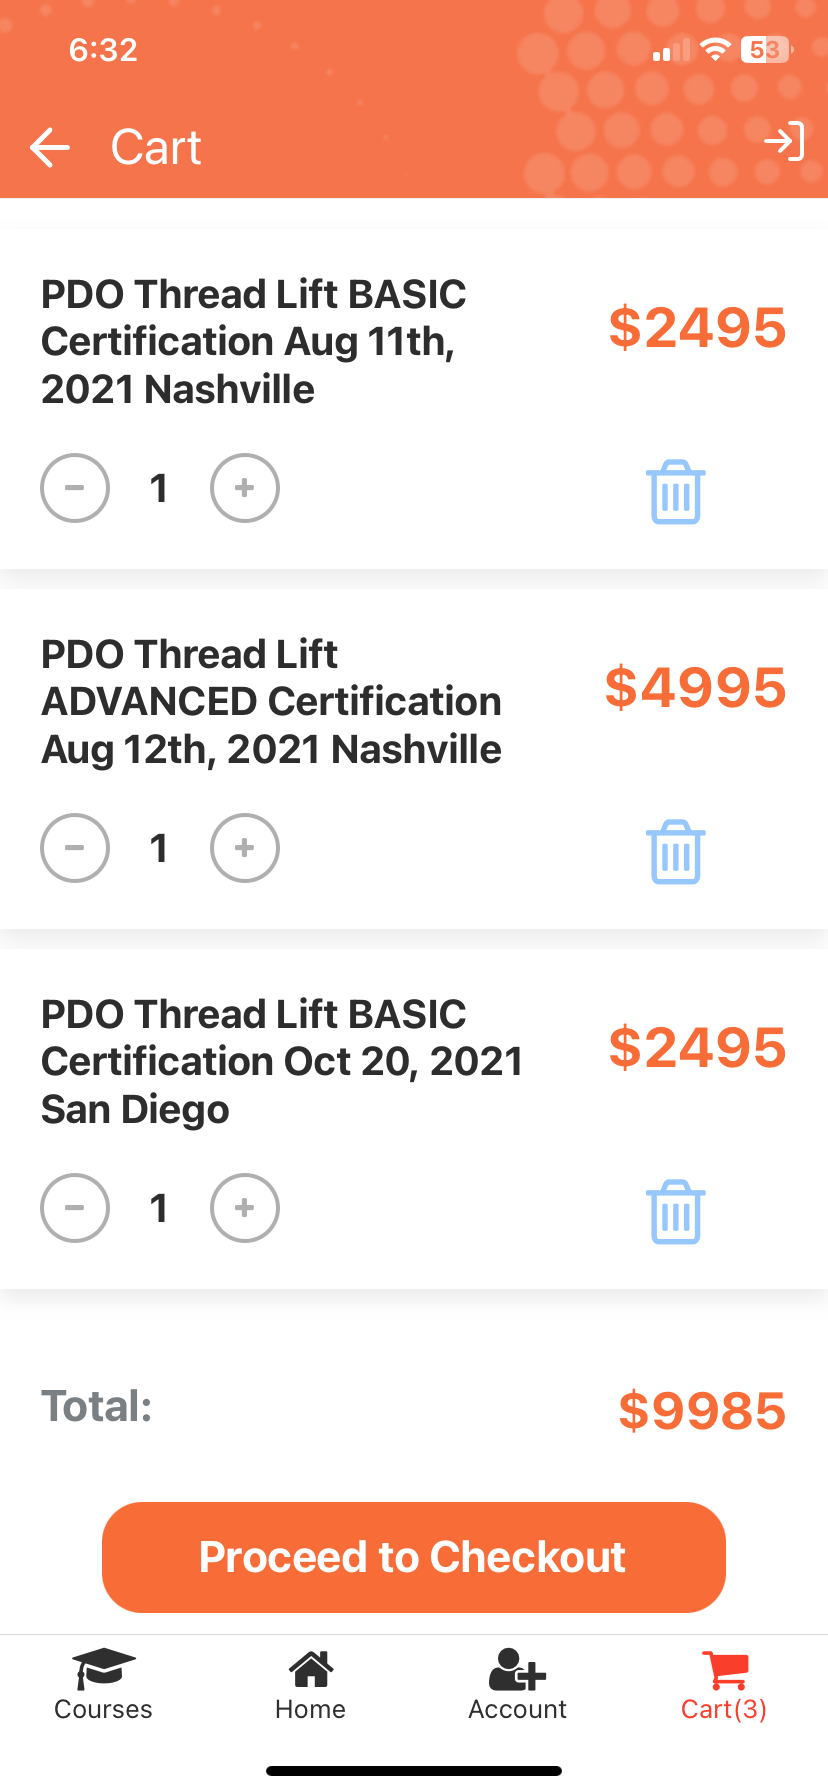 6:32
53
Cart
PDO Thread Lift BASIC
Certification Aug 11th,
2021 Nashville
$2495
1
PDO Thread Lift
ADVANCED Certification
Aug 12th, 2021 Nashville
$4995
1
PDO Thread Lift BASIC
Certification Oct 20, 2021
San Diego
$2495
1
Total:
$9985
Proceed to Checkout
Courses
Home
Account
Cart(3)